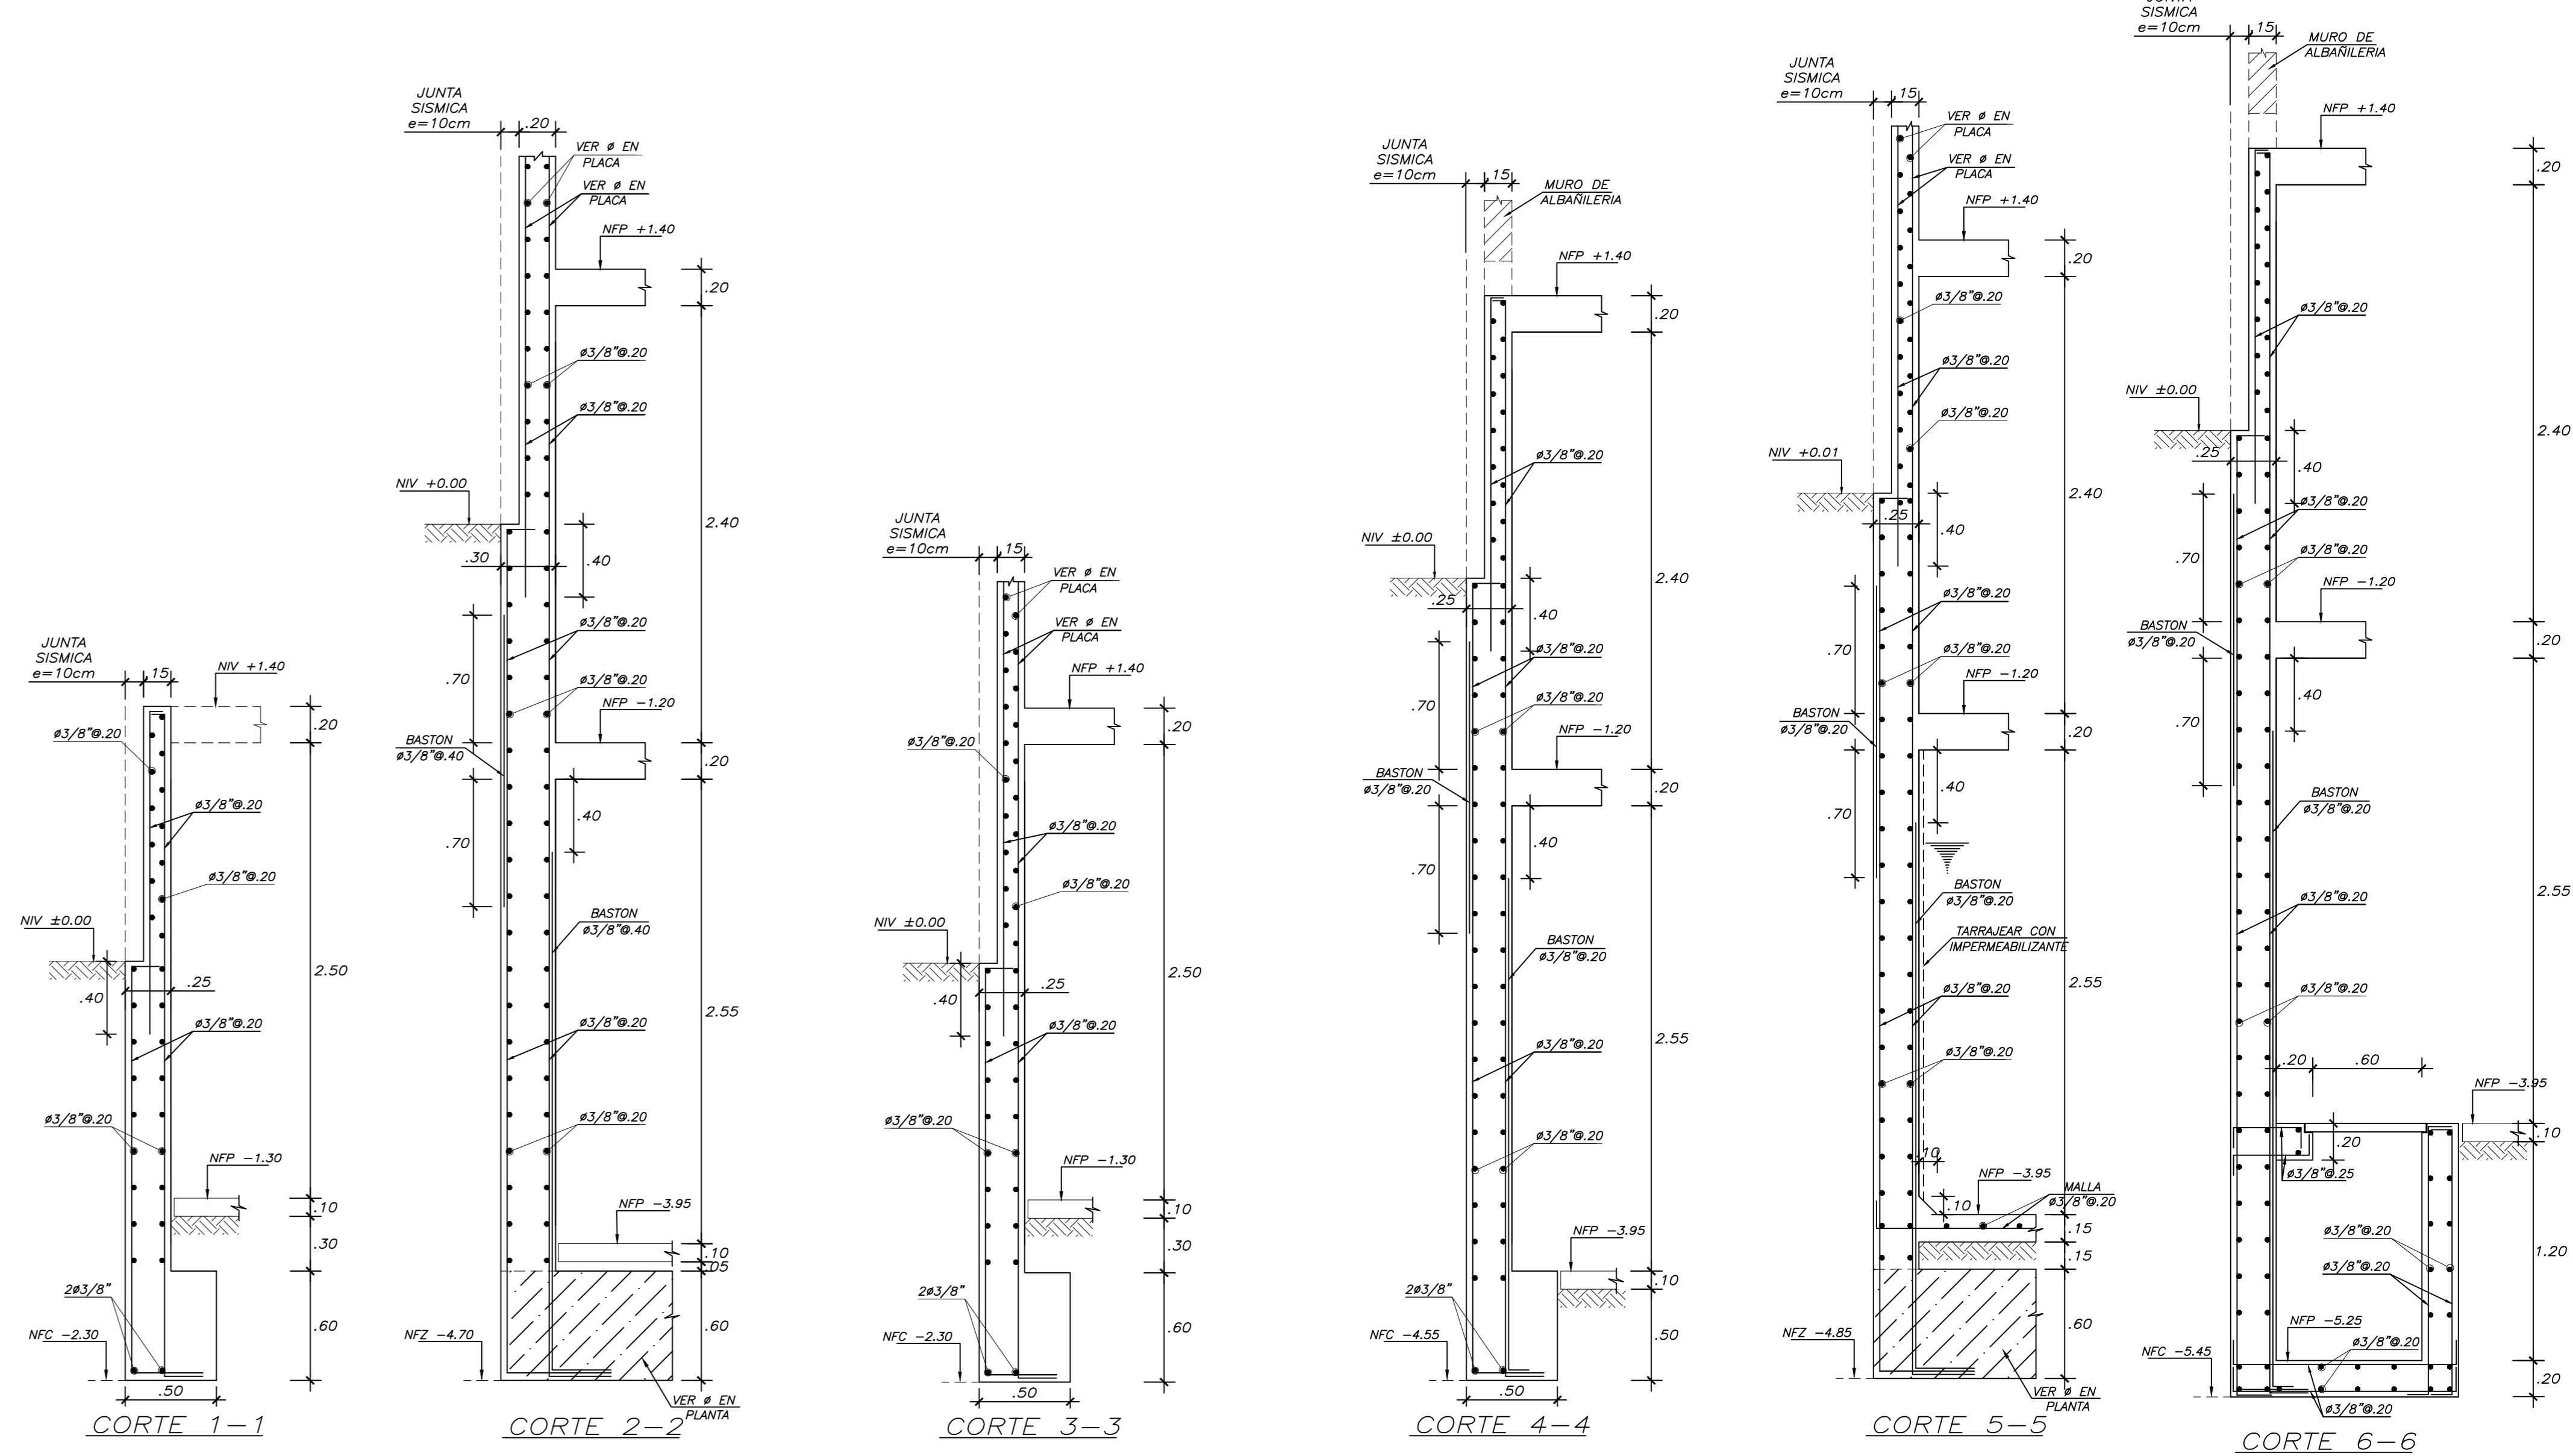 JUNTA
SISMICA
e=10cm
.15
NIV +1.40
.20
ø3/8"@.20
ø3/8"@.20
ø3/8"@.20
NIV ±0.00
2.50
.25
.40
ø3/8"@.20
ø3/8"@.20
NFP -1.30
.10
.30
2ø3/8"
.60
NFC -2.30
.50
CORTE 1-1
JUNTA
SISMICA
e=10cm
.20
VER ø EN
PLACA
VER ø EN
PLACA
NFP +1.40
.20
ø3/8"@.20
ø3/8"@.20
NIV +0.00
2.40
.30
.40
ø3/8"@.20
.70
ø3/8"@.20
NFP -1.20
BASTON
ø3/8"@.40
.20
.40
.70
BASTON
ø3/8"@.40
2.55
ø3/8"@.20
ø3/8"@.20
NFP -3.95
.10
.05
NFZ -4.70
.60
VER ø EN
PLANTA
CORTE 2-2
JUNTA
SISMICA
e=10cm
.15
VER ø EN
PLACA
VER ø EN
PLACA
NFP +1.40
.20
ø3/8"@.20
ø3/8"@.20
ø3/8"@.20
NIV ±0.00
2.50
.25
.40
ø3/8"@.20
ø3/8"@.20
NFP -1.30
.10
.30
2ø3/8"
.60
NFC -2.30
.50
CORTE 3-3
JUNTA
SISMICA
e=10cm
.15
MURO DE
ALBAÑILERIA
NFP +1.40
.20
ø3/8"@.20
NIV ±0.00
2.40
.25
.40
ø3/8"@.20
ø3/8"@.20
.70
NFP -1.20
BASTON
ø3/8"@.20
.20
.40
.70
BASTON
ø3/8"@.20
2.55
ø3/8"@.20
ø3/8"@.20
NFP -3.95
.10
2ø3/8"
NFC -4.55
.50
.50
CORTE 4-4
JUNTA
SISMICA
e=10cm
.15
VER ø EN
PLACA
VER ø EN
PLACA
NFP +1.40
.20
ø3/8"@.20
ø3/8"@.20
ø3/8"@.20
NIV +0.01
2.40
.25
.40
ø3/8"@.20
ø3/8"@.20
.70
NFP -1.20
BASTON
ø3/8"@.20
.20
.40
.70
BASTON
ø3/8"@.20
TARRAJEAR CON
IMPERMEABILIZANTE
2.55
ø3/8"@.20
ø3/8"@.20
.10
NFP -3.95
MALLA
ø3/8"@.20
.10
.15
.15
NFZ -4.85
.60
VER ø EN
PLANTA
CORTE 5-5
JUNTA
SISMICA
e=10cm
.15
MURO DE
ALBAÑILERIA
NFP +1.40
.20
ø3/8"@.20
NIV ±0.00
2.40
.25
.40
ø3/8"@.20
ø3/8"@.20
.70
NFP -1.20
BASTON
ø3/8"@.20
.20
.40
.70
BASTON
ø3/8"@.20
2.55
ø3/8"@.20
ø3/8"@.20
.20
.60
NFP -3.95
.10
.20
ø3/8"@.25
ø3/8"@.20
1.20
ø3/8"@.20
NFP -5.25
ø3/8"@.20
NFC -5.45
.20
ø3/8"@.20
CORTE 6-6